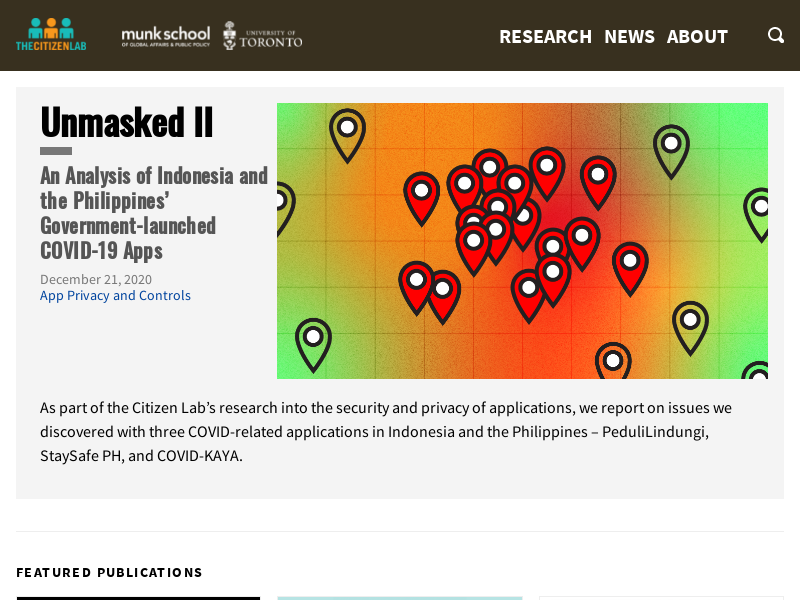 THECITIZENLAB
munkschool
OF GLOBAL AFFAIRS & PUBLIC POLICY
UNIVERSITY OF
TORONTO
RESEARCH NEWS ABOUT
Unmasked II
An Analysis of Indonesia and
the Philippines’
Government-launched
COVID-19 Apps
December 21, 2020
App Privacy and Controls
As part of the Citizen Lab’s research into the security and privacy of applications, we report on issues we
discovered with three COVID-related applications in Indonesia and the Philippines – PeduliLindungi,
StaySafe PH, and COVID-KAYA.
FEATURED PUBLICATIONS